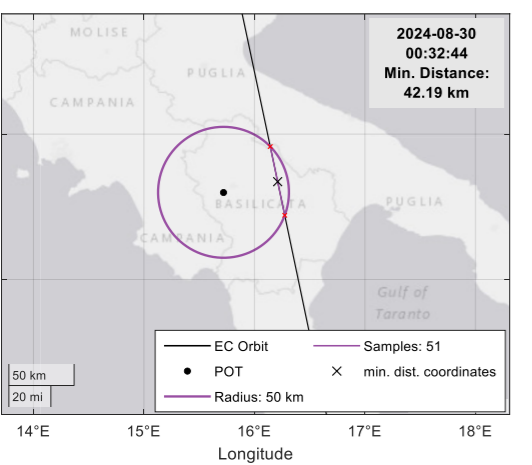 MOLISE
2024-08-30
00:32:44
Min. Distance:
42.19 km
PUGLIA
CAMPANIA
BASILICATA
PUGLIA
CAMPANIA
Gulf of
Taranto
EC Orbit
Samples: 51
POT
min. dist. coordinates
Radius: 50 km
50 km
20 mi
14°E
15°E
16°E
17°E
18°E
Longitude